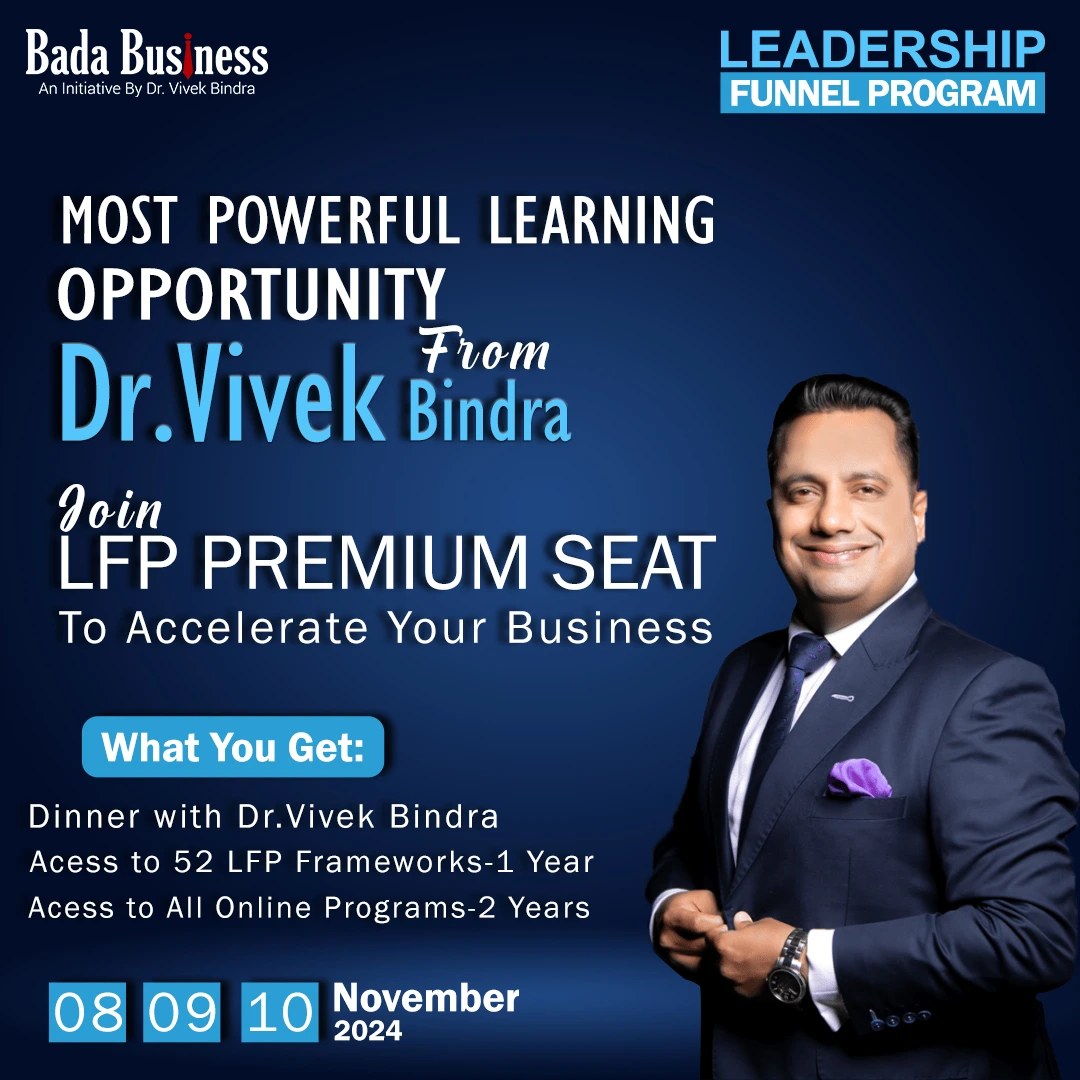 Bada Business
An Initiative By Dr. Vivek Bindra
LEADERSHIP
FUNNEL PROGRAM
MOST POWERFUL LEARNING
OPPORTUNITY
From
Dr.Vivek Bindra
Join
LFP PREMIUM SEAT
To Accelerate Your Business
What You Get:
Dinner with Dr.Vivek Bindra
Acess to 52 LFP Frameworks-1 Year
Acess to All Online Programs-2 Years
08 09 10 November
2024